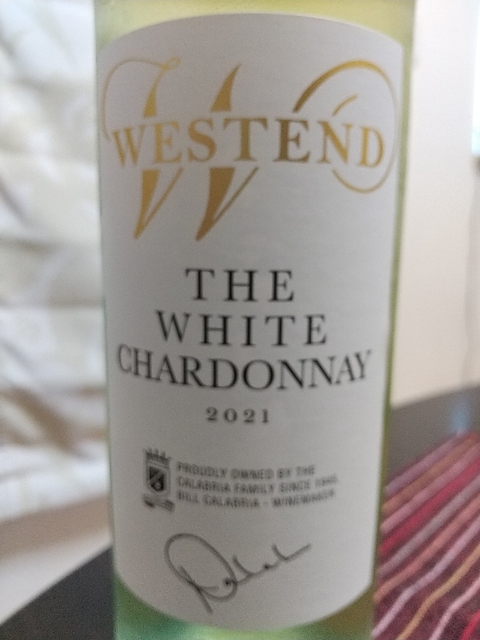 WESTEND
THE
WHITE
CHARDONNAY
2021
PROUDLY OWNED BY THE
CALABRIA FAMILY SINCE 1945
BILL CALABRIA - WINEMAKER